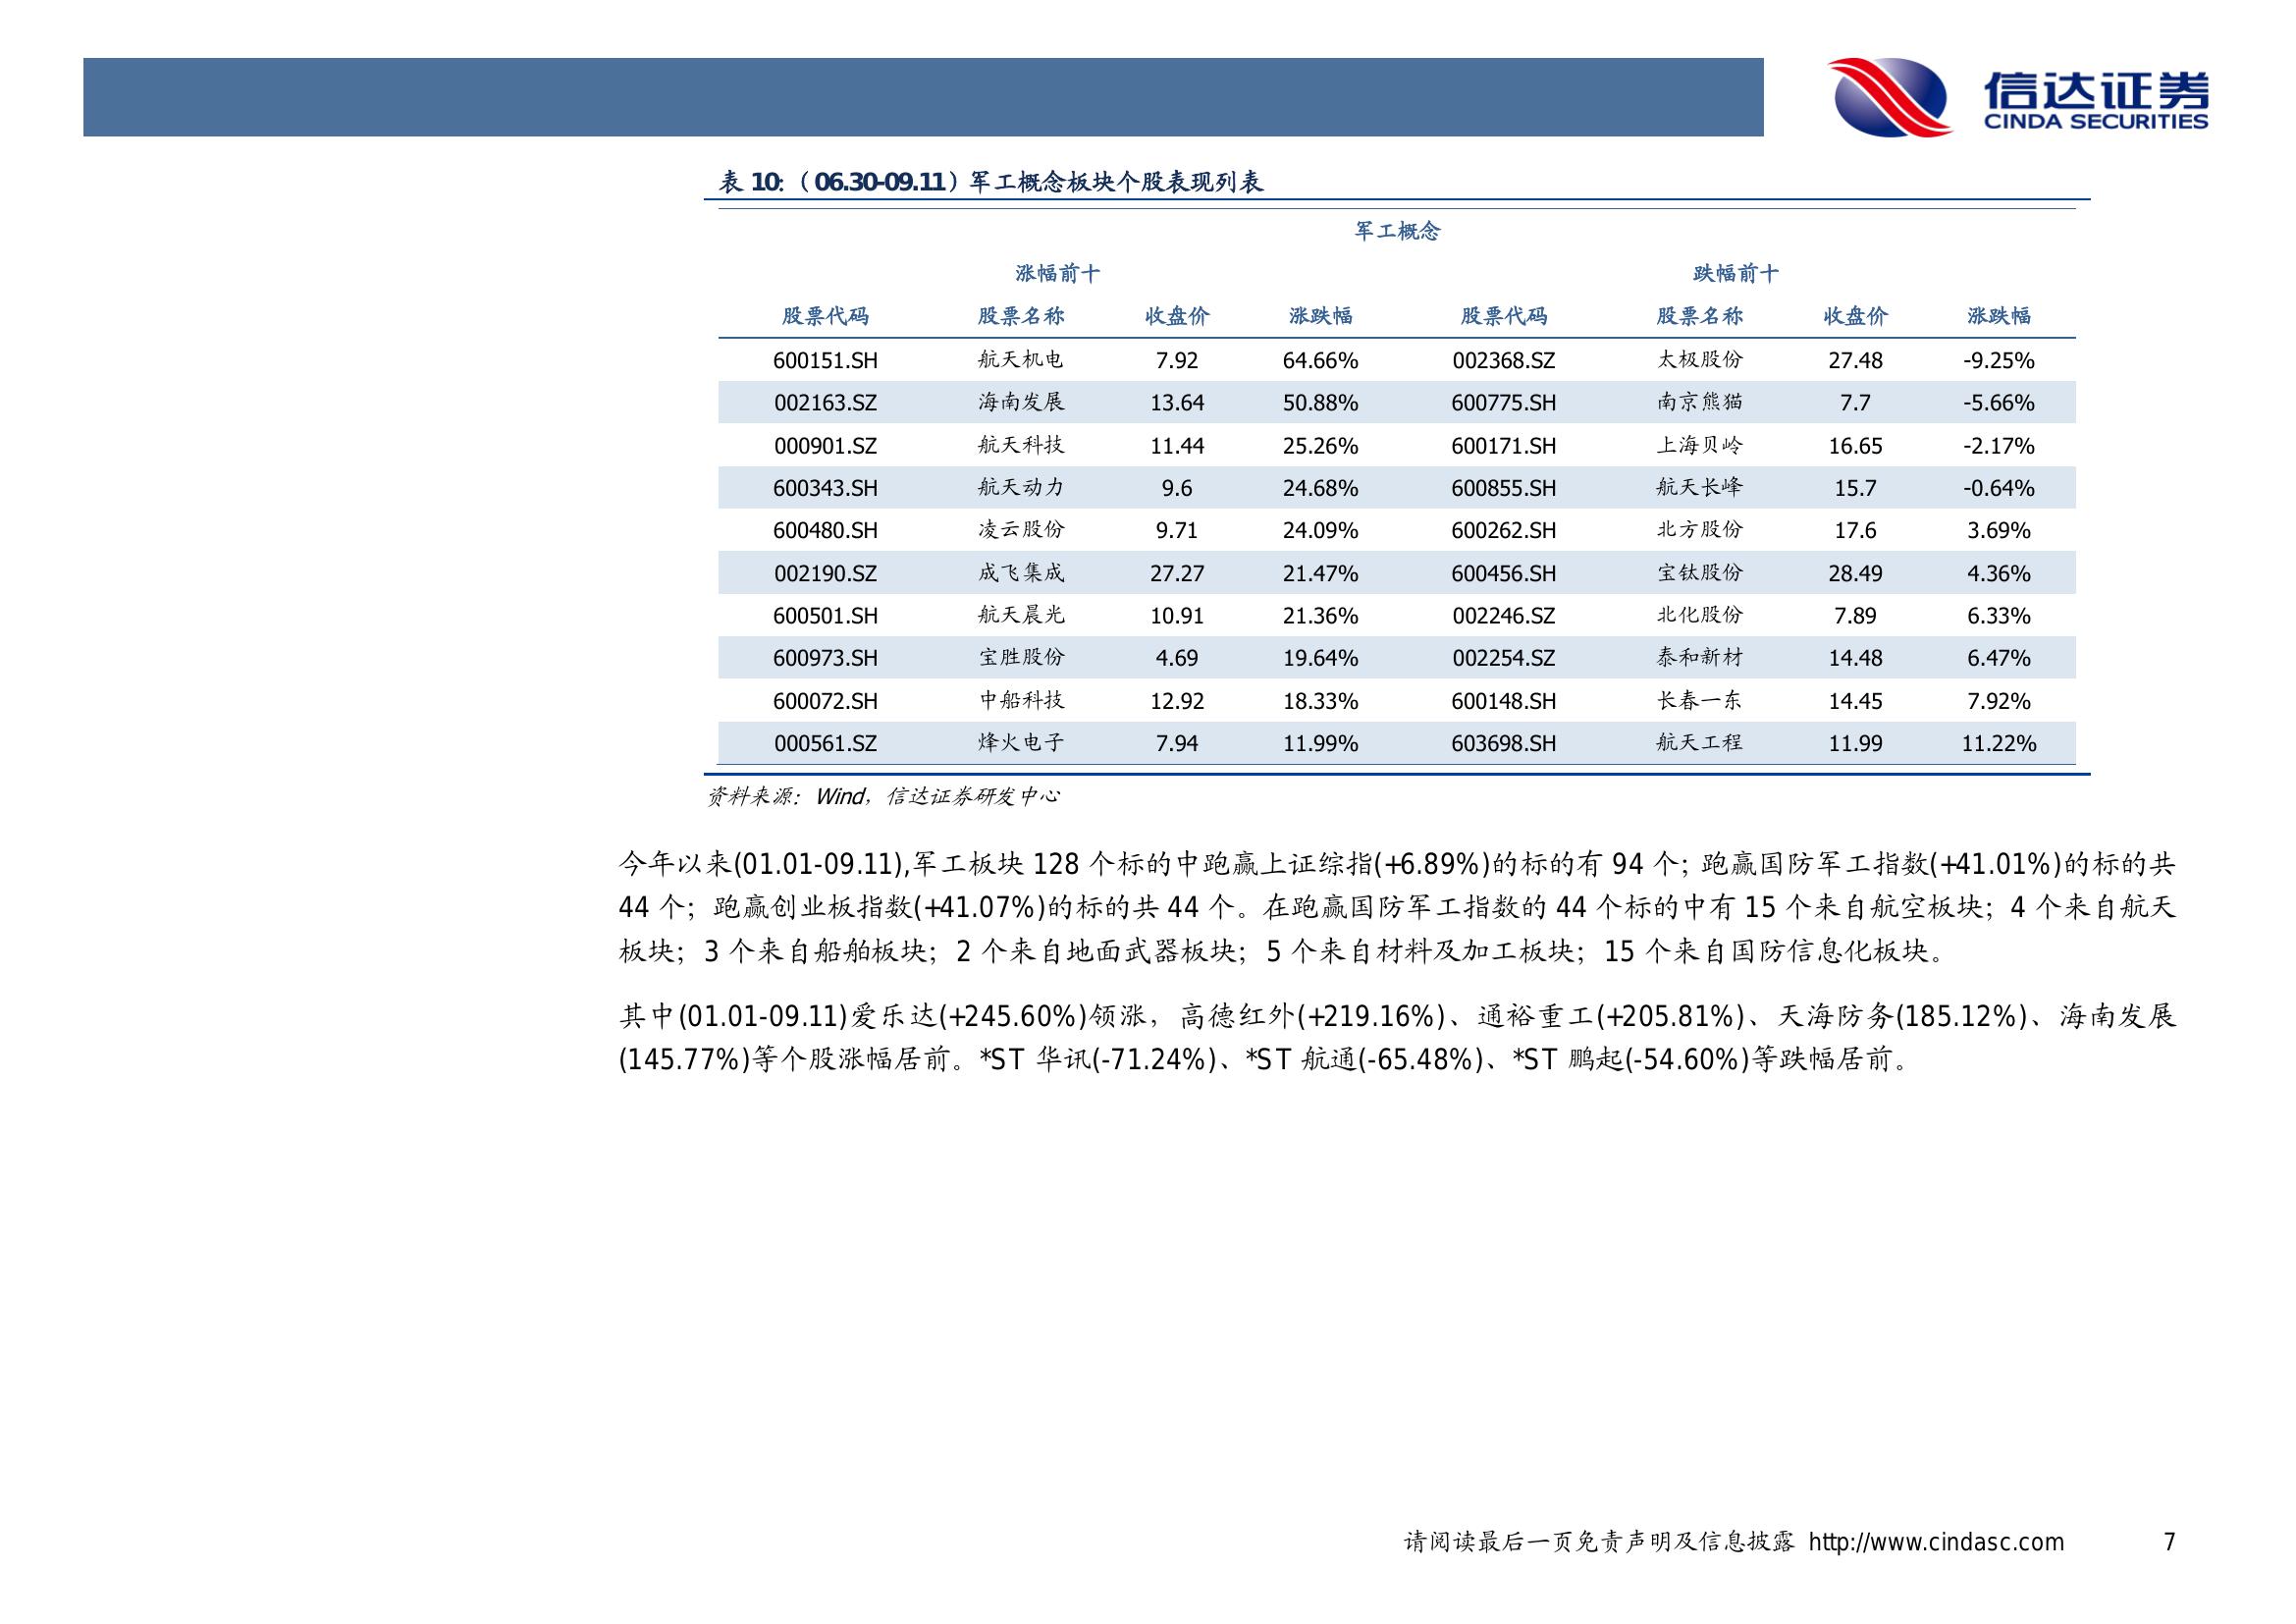 信达证券
CINDA SECURITIES
表 10:（06.30-09.11）军工概念板块个股表现列表
军工概念
涨幅前十 跌幅前十
股票代码 股票名称 收盘价 涨跌幅 股票代码 股票名称 收盘价 涨跌幅
600151.SH 航天机电 7.92 64.66% 002368.SZ 太极股份 27.48 -9.25%
002163.SZ 海南发展 13.64 50.88% 600775.SH 南京熊猫 7.7 -5.66%
000901.SZ 航天科技 11.44 25.26% 600171.SH 上海贝岭 16.65 -2.17%
600343.SH 航天动力 9.6 24.68% 600855.SH 航天长峰 15.7 -0.64%
600480.SH 凌云股份 9.71 24.09% 600262.SH 北方股份 17.6 3.69%
002190.SZ 成飞集成 27.27 21.47% 600456.SH 宝钛股份 28.49 4.36%
600501.SH 航天晨光 10.91 21.36% 002246.SZ 北化股份 7.89 6.33%
600973.SH 宝胜股份 4.69 19.64% 002254.SZ 泰和新材 14.48 6.47%
600072.SH 中船科技 12.92 18.33% 600148.SH 长春一东 14.45 7.92%
000561.SZ 烽火电子 7.94 11.99% 603698.SH 航天工程 11.99 11.22%
资料来源：Wind，信达证券研发中心
今年以来(01.01-09.11),军工板块 128 个标的中跑赢上证综指(+6.89%)的标的有 94 个；跑赢国防军工指数(+41.01%)的标的共
44 个；跑赢创业板指数(+41.07%)的标的共 44 个。在跑赢国防军工指数的 44 个标的中有 15 个来自航空板块；4 个来自航天
板块；3 个来自船舶板块；2 个来自地面武器板块；5 个来自材料及加工板块；15 个来自国防信息化板块。
其中(01.01-09.11)爱乐达(+245.60%)领涨，高德红外(+219.16%)、通裕重工(+205.81%)、天海防务(185.12%)、海南发展
(145.77%)等个股涨幅居前。*ST 华讯(-71.24%)、*ST 航通(-65.48%)、*ST 鹏起(-54.60%)等跌幅居前。
请阅读最后一页免责声明及信息披露 http://www.cindasc.com 7